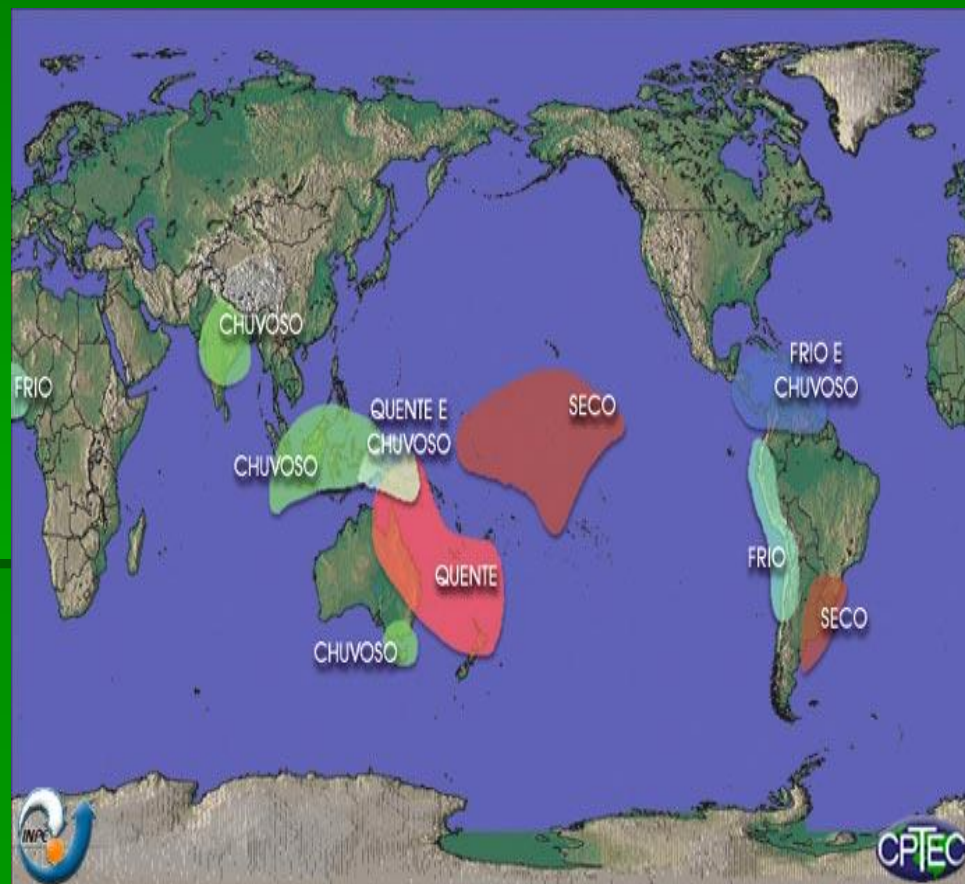 CHUVOSO
FRIO
QUENTE E
CHUVOSO
CHUVOSO
SECO
FRIO E
CHUVOSO
QUENTE
FRIO
SECO
CHUVOSO
INPE
CPTEC